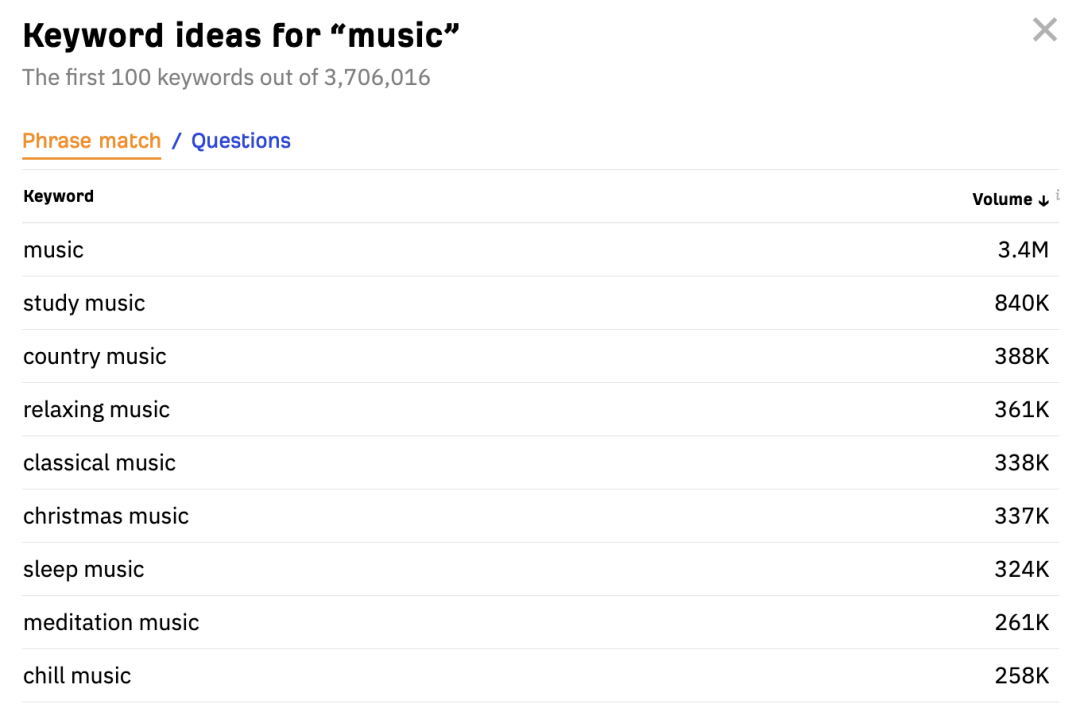 Keyword ideas for “music”
The first 100 keywords out of 3,706,016
Phrase match / Questions
Keyword Volume ↓ i
music 3.4M
study music 840K
country music 388K
relaxing music 361K
classical music 338K
christmas music 337K
sleep music 324K
meditation music 261K
chill music 258K